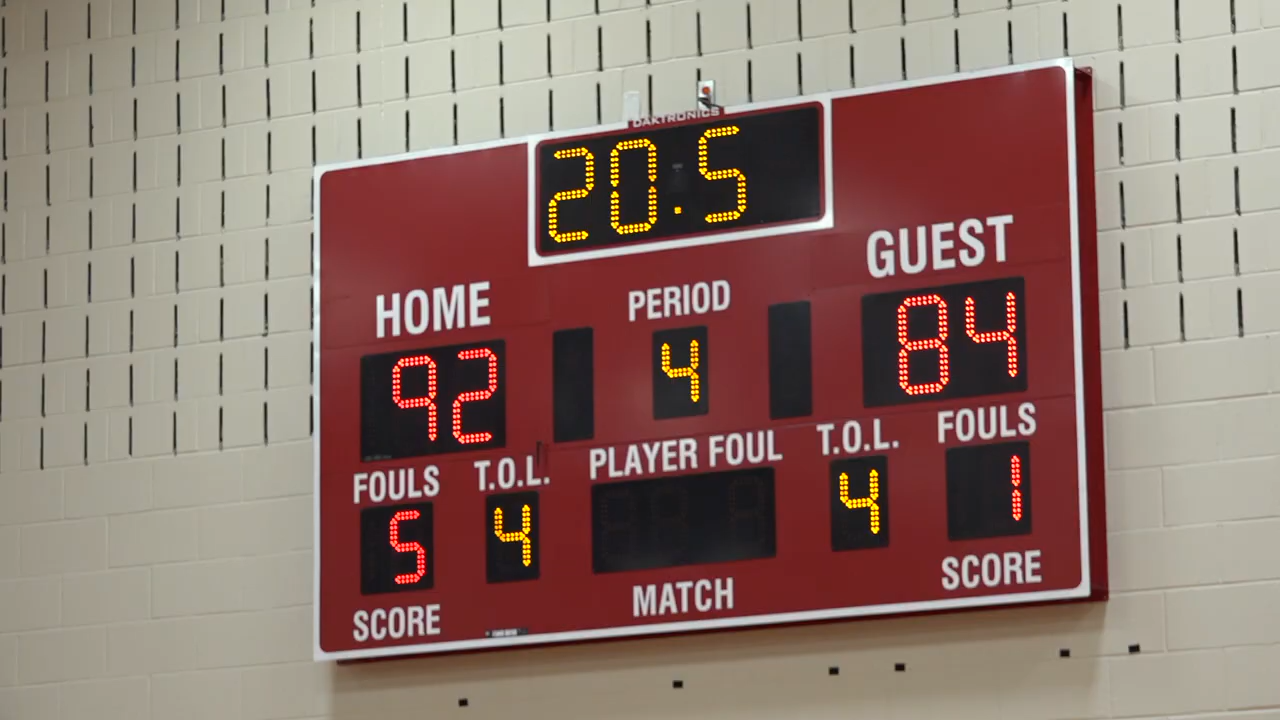 DAKTRONICS
20.5
HOME PERIOD GUEST
92 4 84
FOULS T.O.L. PLAYER FOUL T.O.L. FOULS
5 4 4 1
SCORE MATCH SCORE